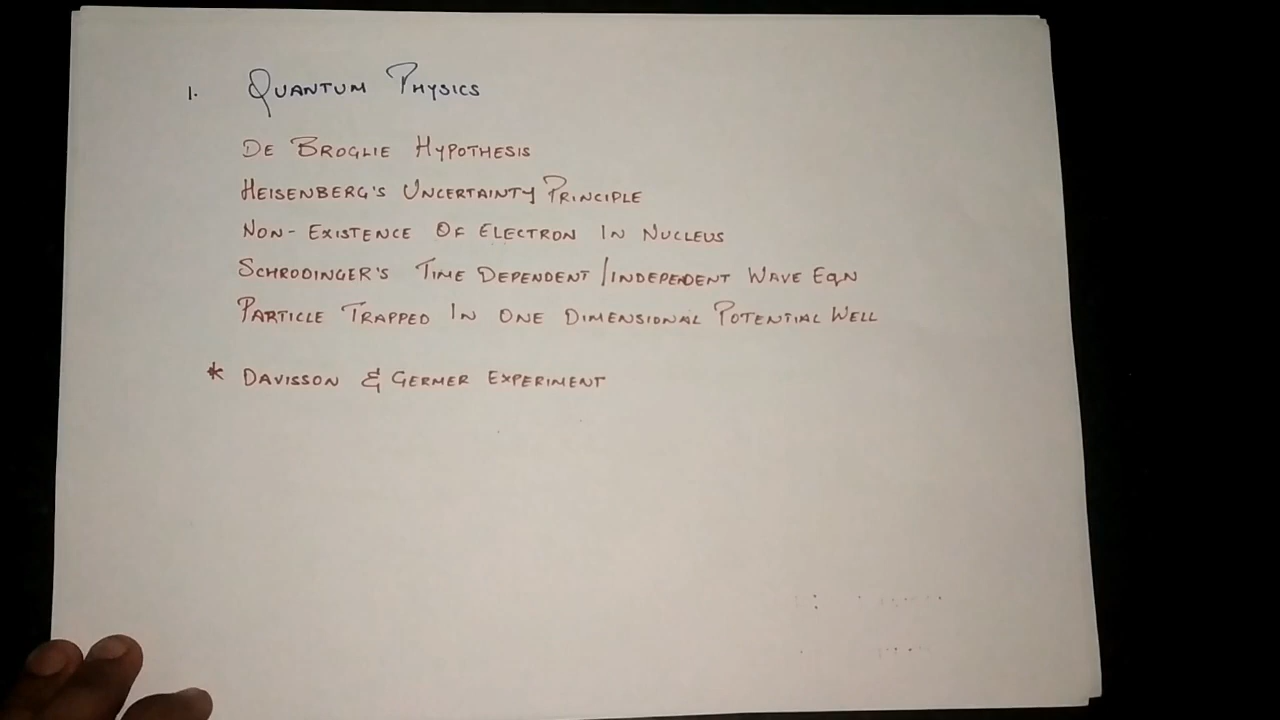 1. QUANTUM PHYSICS
DE BROGLIE HYPOTHESIS
HEISENBERG'S UNCERTAINTY PRINCIPLE
NON-EXISTENCE OF ELECTRON IN NUCLEUS
SCHRODINGER'S TIME DEPENDENT/INDEPENDENT WAVE EQN
PARTICLE TRAPPED IN ONE DIMENSIONAL POTENTIAL WELL
* DAVISSON & GERMER EXPERIMENT